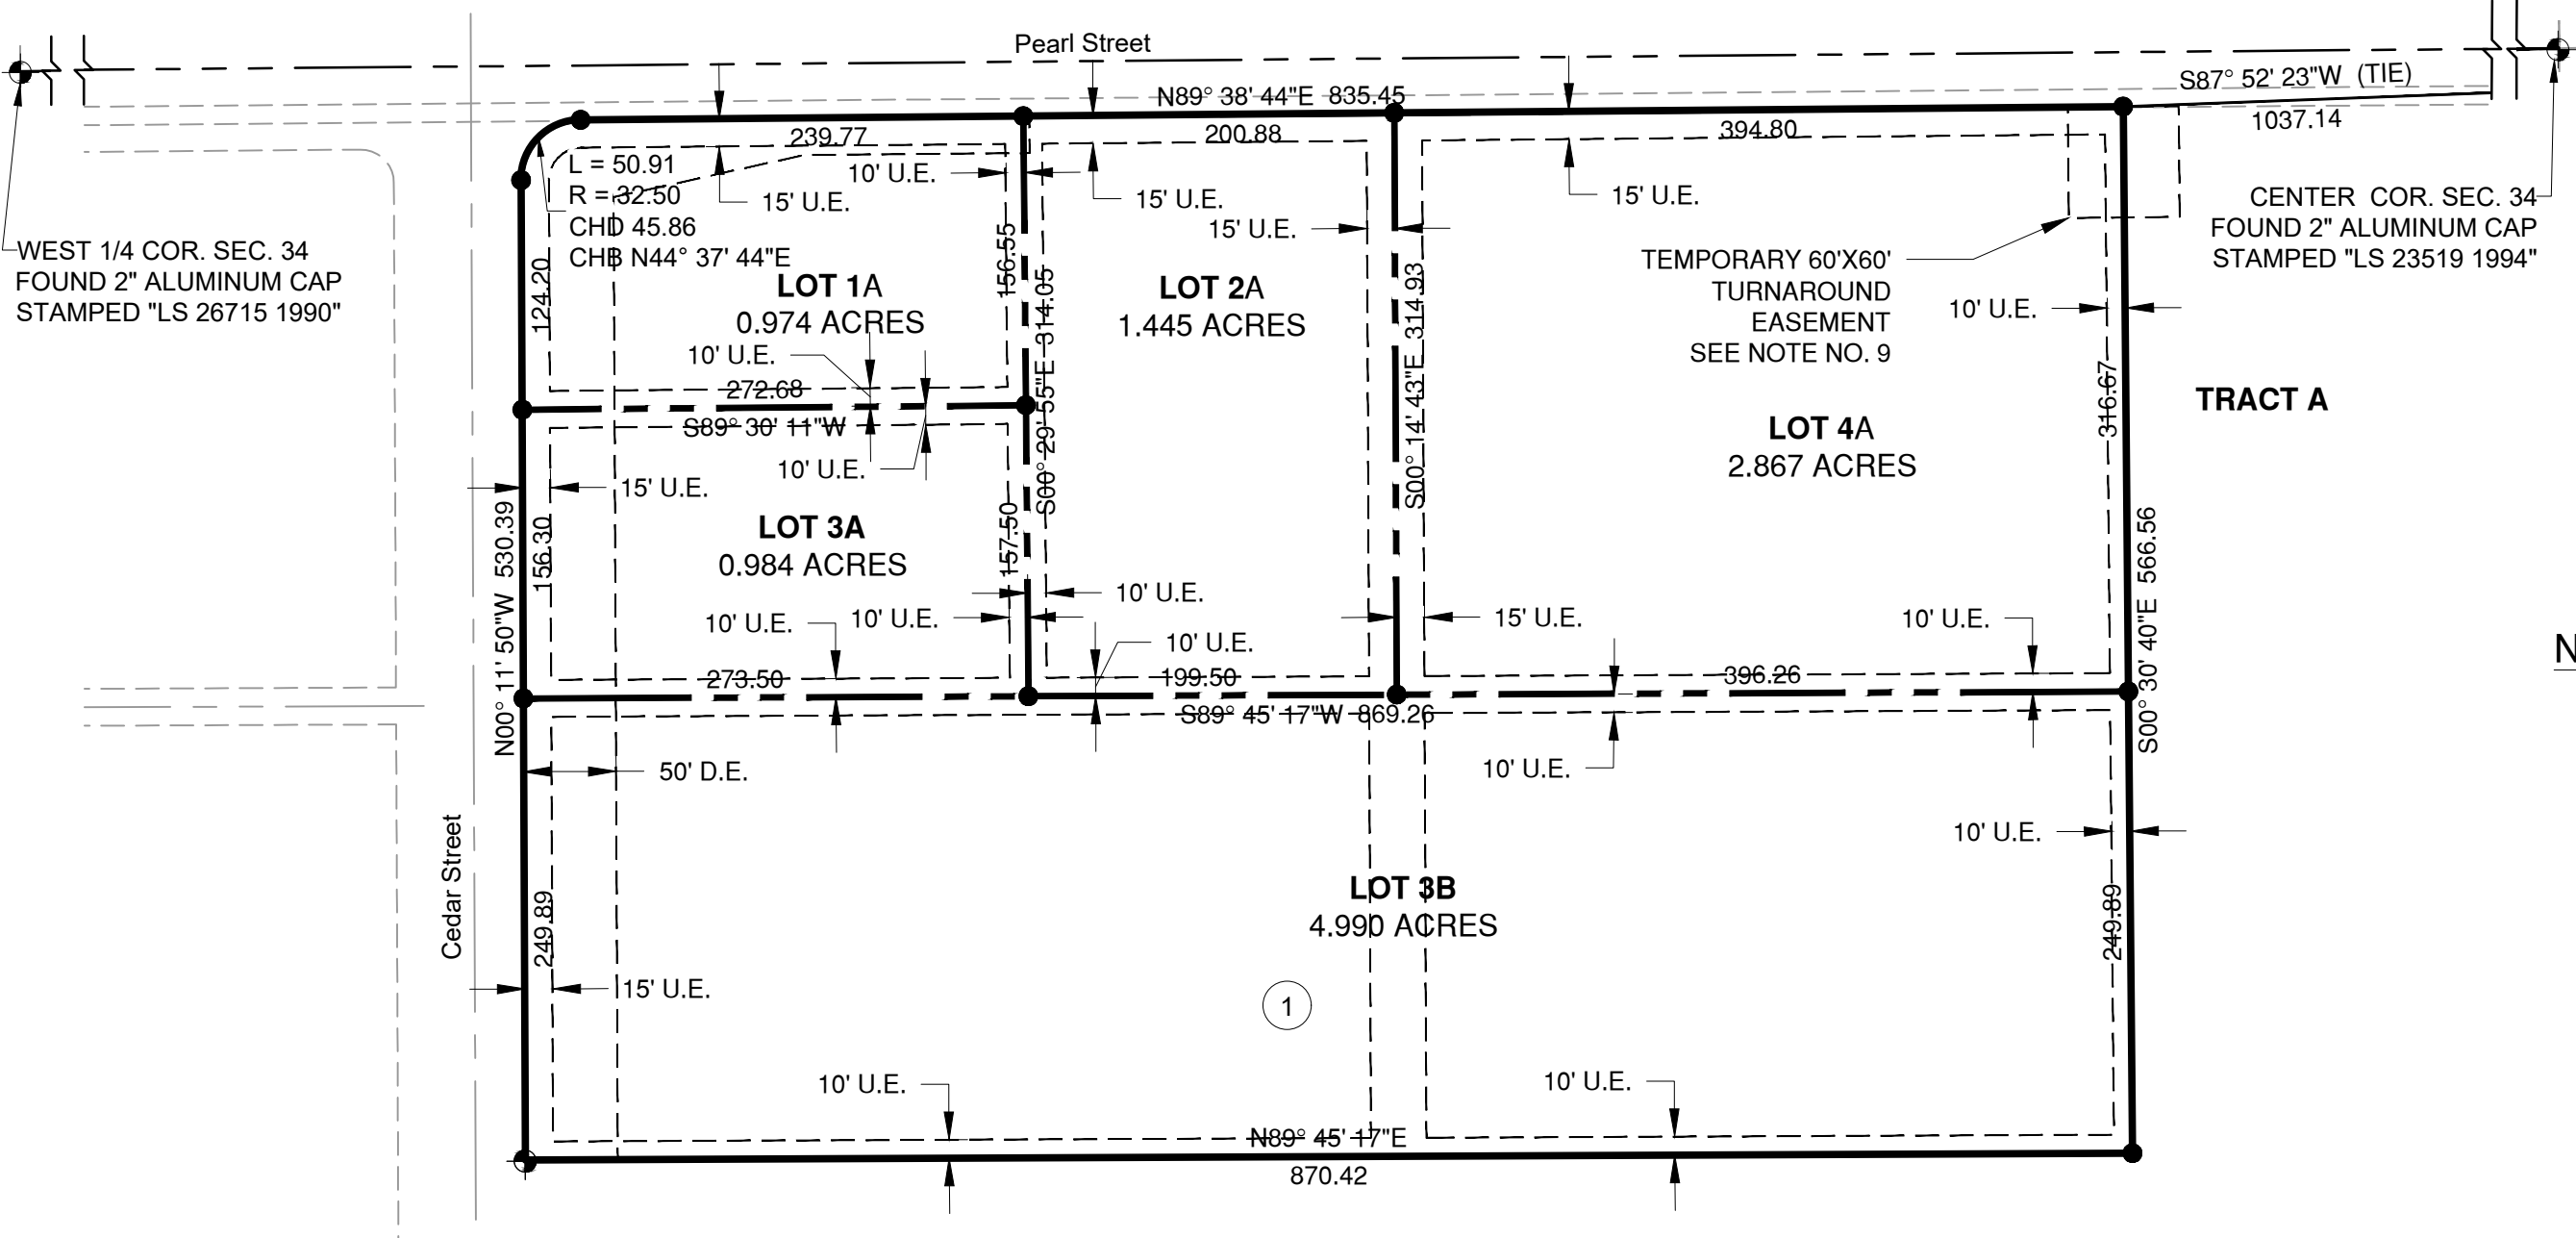 Pearl Street
S87° 52' 23"W (TIE)
1037.14
N89° 38' 44"E 835.45
239.77
200.88
394.80
L = 50.91
R = 32.50
CHD 45.86
CHB N44° 37' 44"E
15' U.E.
10' U.E.
15' U.E.
15' U.E.
15' U.E.
WEST 1/4 COR. SEC. 34
FOUND 2" ALUMINUM CAP
STAMPED "LS 26715 1990"
CENTER COR. SEC. 34
FOUND 2" ALUMINUM CAP
STAMPED "LS 23519 1994"
TEMPORARY 60'X60'
TURNAROUND
EASEMENT
SEE NOTE NO. 9
10' U.E.
124.20
156.55
LOT 1A
0.974 ACRES
S00° 29' 55"E 314.05
LOT 2A
1.445 ACRES
S00° 14' 43"E 314.93
LOT 4A
2.867 ACRES
316.67
TRACT A
10' U.E.
272.68
S89° 30' 11"W
10' U.E.
15' U.E.
N00° 11' 50"W 530.39
156.30
LOT 3A
0.984 ACRES
157.50
10' U.E.
10' U.E.
10' U.E.
10' U.E.
15' U.E.
10' U.E.
S00° 30' 40"E 566.56
N
273.50
199.50
396.26
S89° 45' 17"W 869.26
50' D.E.
10' U.E.
10' U.E.
Cedar Street
249.89
LOT 3B
4.990 ACRES
249.89
15' U.E.
1
10' U.E.
10' U.E.
N89° 45' 17"E
870.42